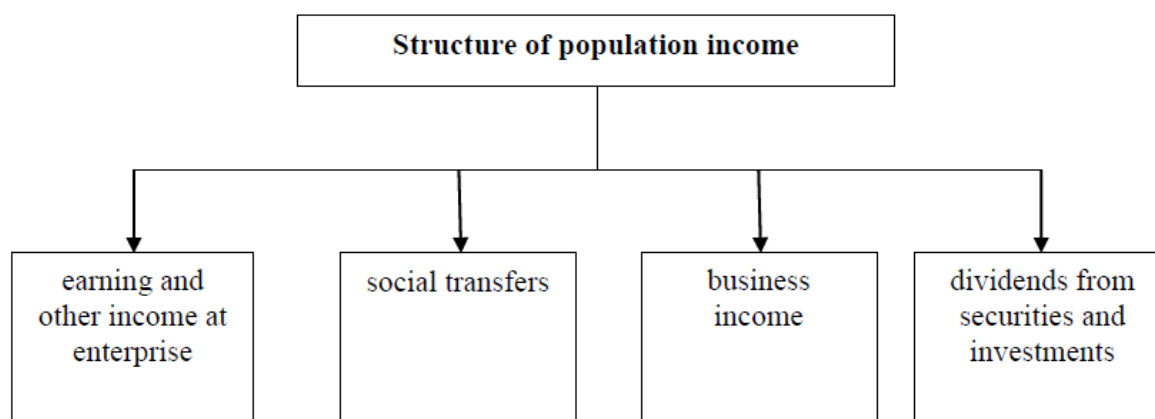 Structure of population income
earning and
other income at
enterprise
social transfers
business
income
dividends from
securities and
investments